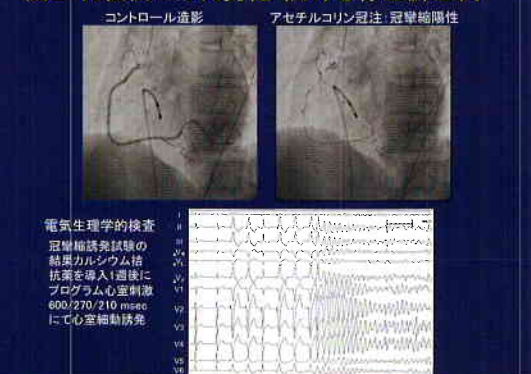 コントロール造影
アセチルコリン冠注:冠攣縮陽性
電気生理学的検査
冠攣縮誘発試験の
結果カルシウム拮
抗薬を導入1週後に
プログラム心室刺激
600/270/210 msec
にて心室細動誘発
I
II
III
V1
V2
V3
V4
V5
V6